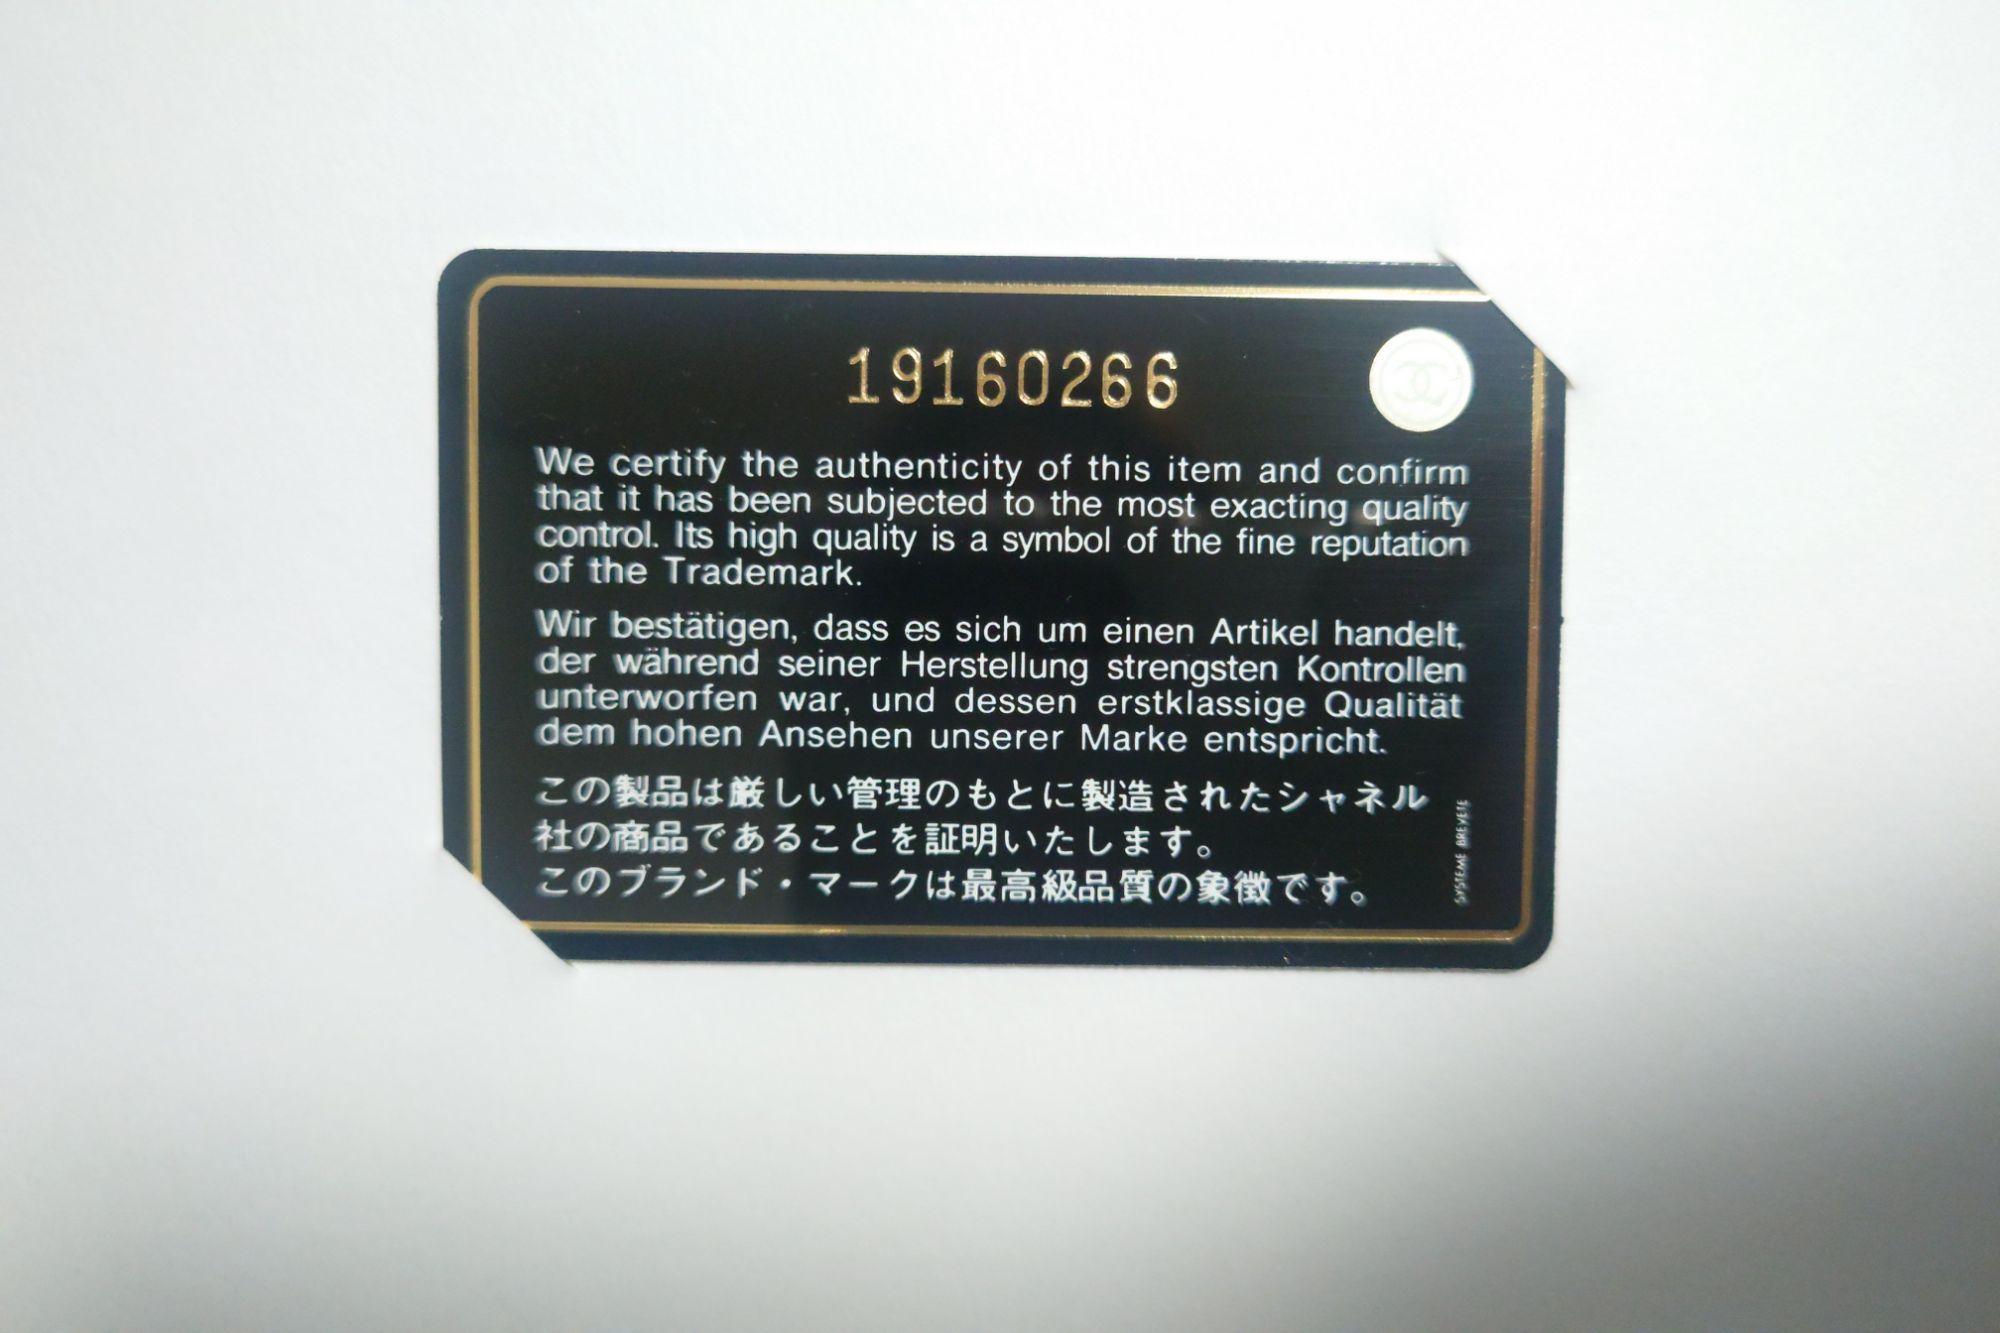 19160266
We certify the authenticity of this item and confirm
that it has been subjected to the most exacting quality
control. Its high quality is a symbol of the fine reputation
of the Trademark.
Wir bestätigen, dass es sich um einen Artikel handelt,
der während seiner Herstellung strengsten Kontrollen
unterworfen war, und dessen erstklassige Qualität
dem hohen Ansehen unserer Marke entspricht.
この製品は厳しい管理のもとに製造されたシャネル
社の商品であることを証明いたします。
このブランド・マークは最高級品質の象徴です。
SYSTEME BREVETE